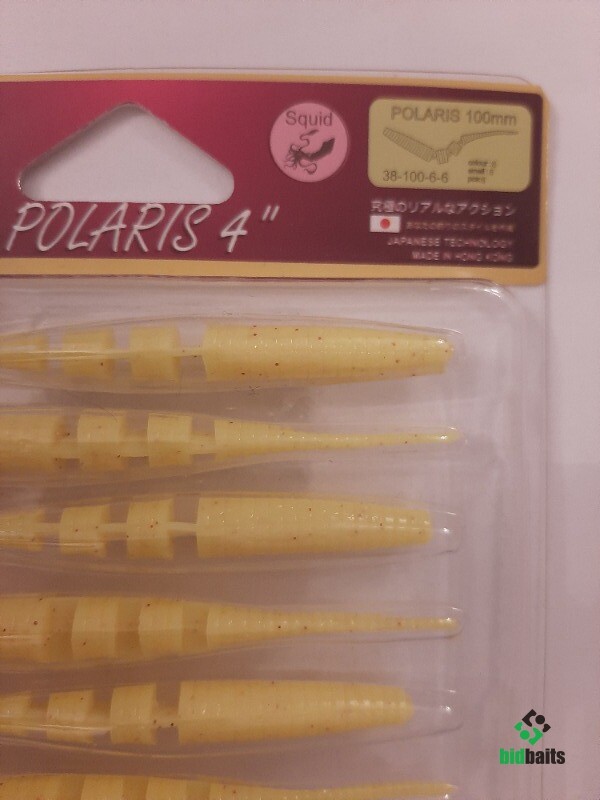 Squid
POLARIS 100mm
38-100-6-6
POLARIS 4"
究極のリアルなアクション
JAPANESE TECHNOLOGY
MADE IN HONG KONG
bidbaits